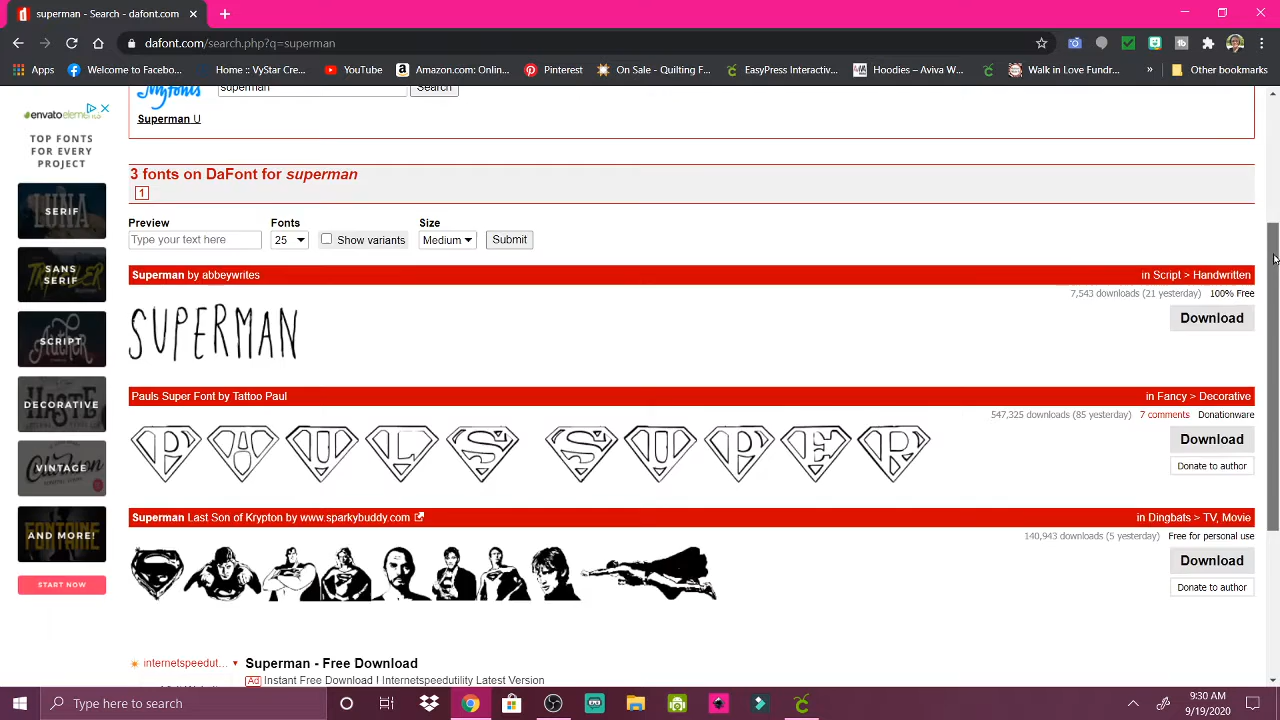 superman - Search | DaFont.com
dafont.com/search.php?q=superman
Apps Welcome to Faceb... Home :: VyStar Cre... YouTube Amazon.com: Onlin... Pinterest On Sale - Quilting F... EasyPress Interactiv... Hoodies – Aviva W... Walk in Love Fundr... » Other bookmarks
envato elements
TOP FONTS
FOR EVERY
PROJECT
LUNA
SERIF
SANS
SERIF
SCRIPT
HASTE
DECORATIVE
VINTAGE
FONTAINE
AND MORE!
START NOW
MyFonts superman Search
Superman U
3 fonts on DaFont for superman
1
Preview Fonts Size
Type your text here 25 Show variants Medium Submit
Superman by abbeywrites in Script > Handwritten
7,543 downloads (21 yesterday) 100% Free
Download
SUPERMAN
Pauls Super Font by Tattoo Paul in Fancy > Decorative
547,325 downloads (85 yesterday) 7 comments Donationware
Download
PAULS SUPER
Donate to author
Superman Last Son of Krypton by www.sparkybuddy.com in Dingbats > TV, Movie
140,943 downloads (5 yesterday) Free for personal use
Download
S
Donate to author
internetspeedut... Superman - Free Download
Ad Instant Free Download ! Internetspeedutility Latest Version
Type here to search
9:30 AM
9/19/2020